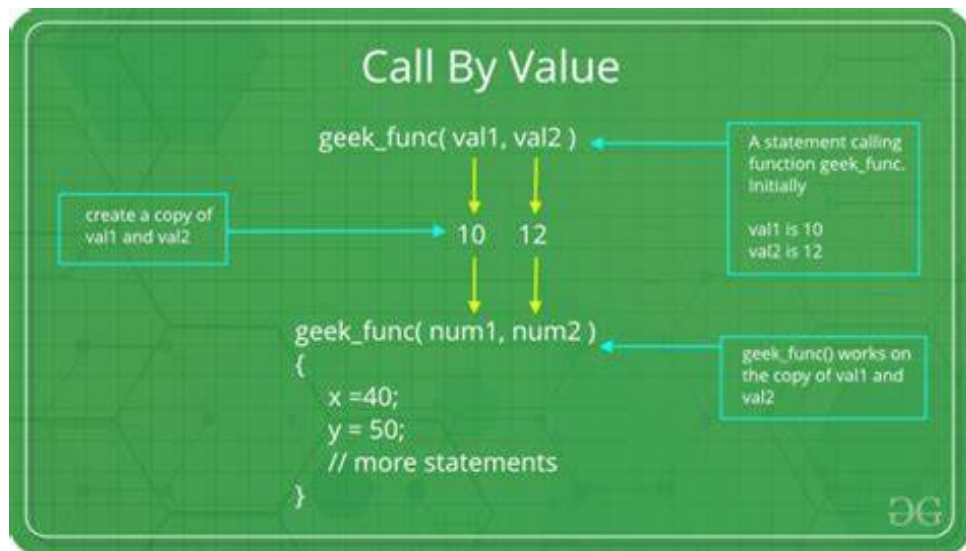 Call By Value
geek_func( val1, val2 )
A statement calling
function geek_func.
Initially
val1 is 10
val2 is 12
create a copy of
val1 and val2
10 12
geek_func( num1, num2 )
{
x =40;
y = 50;
// more statements
}
geek_func() works on
the copy of val1 and
val2